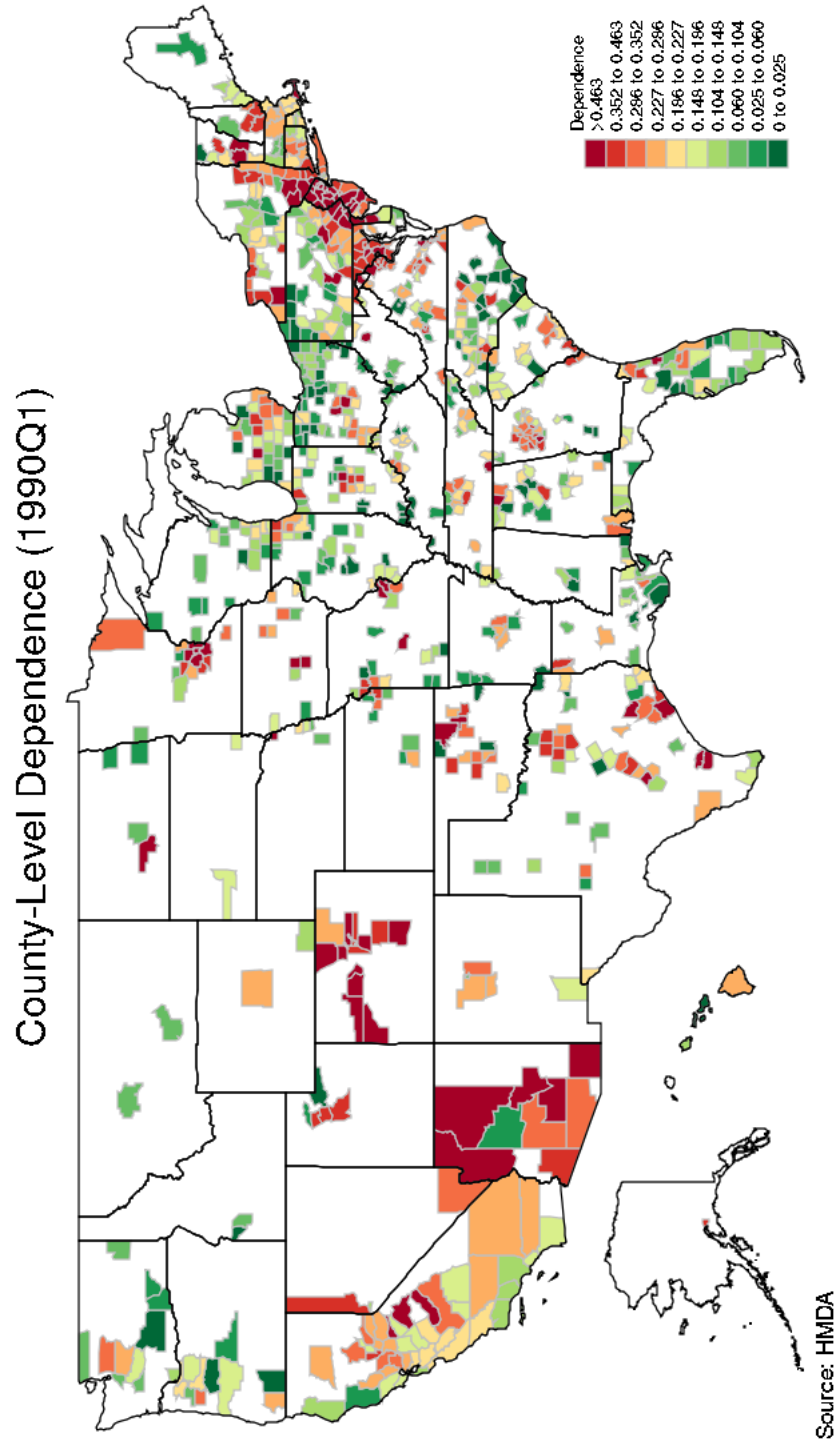 County-Level Dependence (1990Q1)
Dependence
>0.463
0.352 to 0.463
0.286 to 0.352
0.227 to 0.286
0.186 to 0.227
0.148 to 0.186
0.104 to 0.148
0.060 to 0.104
0.025 to 0.060
0 to 0.025
Source: HMDA